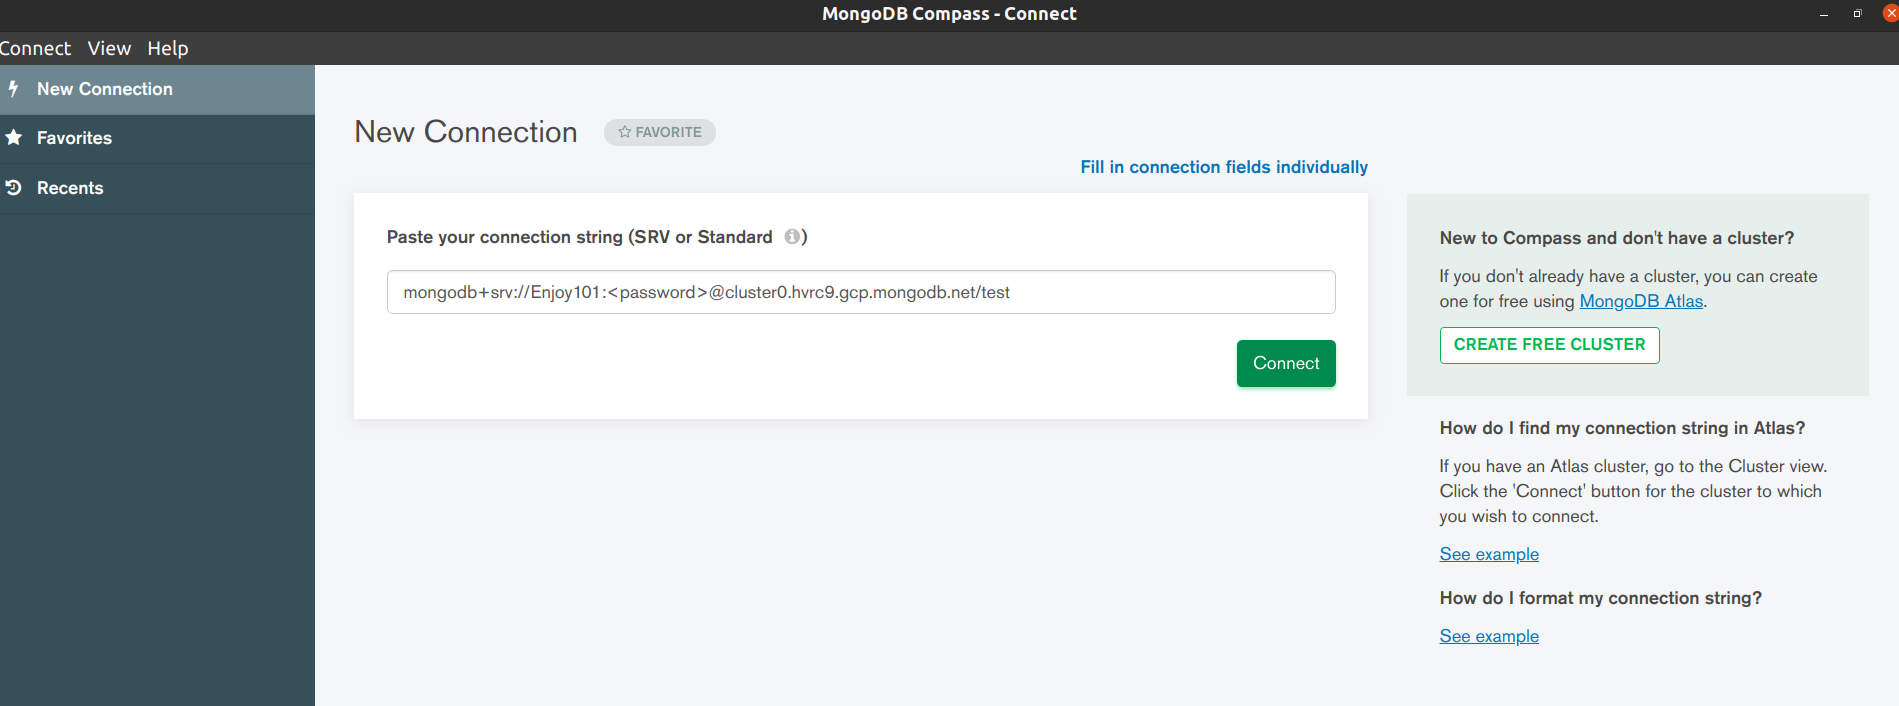 MongoDB Compass - Connect
Connect View Help
New Connection
Favorites
Recents
New Connection
FAVORITE
Fill in connection fields individually
Paste your connection string (SRV or Standard )
mongodb+srv://Enjoy101:<password>@cluster0.hvrc9.gcp.mongodb.net/test
Connect
New to Compass and don't have a cluster?
If you don't already have a cluster, you can create
one for free using MongoDB Atlas.
CREATE FREE CLUSTER
How do I find my connection string in Atlas?
If you have an Atlas cluster, go to the Cluster view.
Click the 'Connect' button for the cluster to which
you wish to connect.
See example
How do I format my connection string?
See example